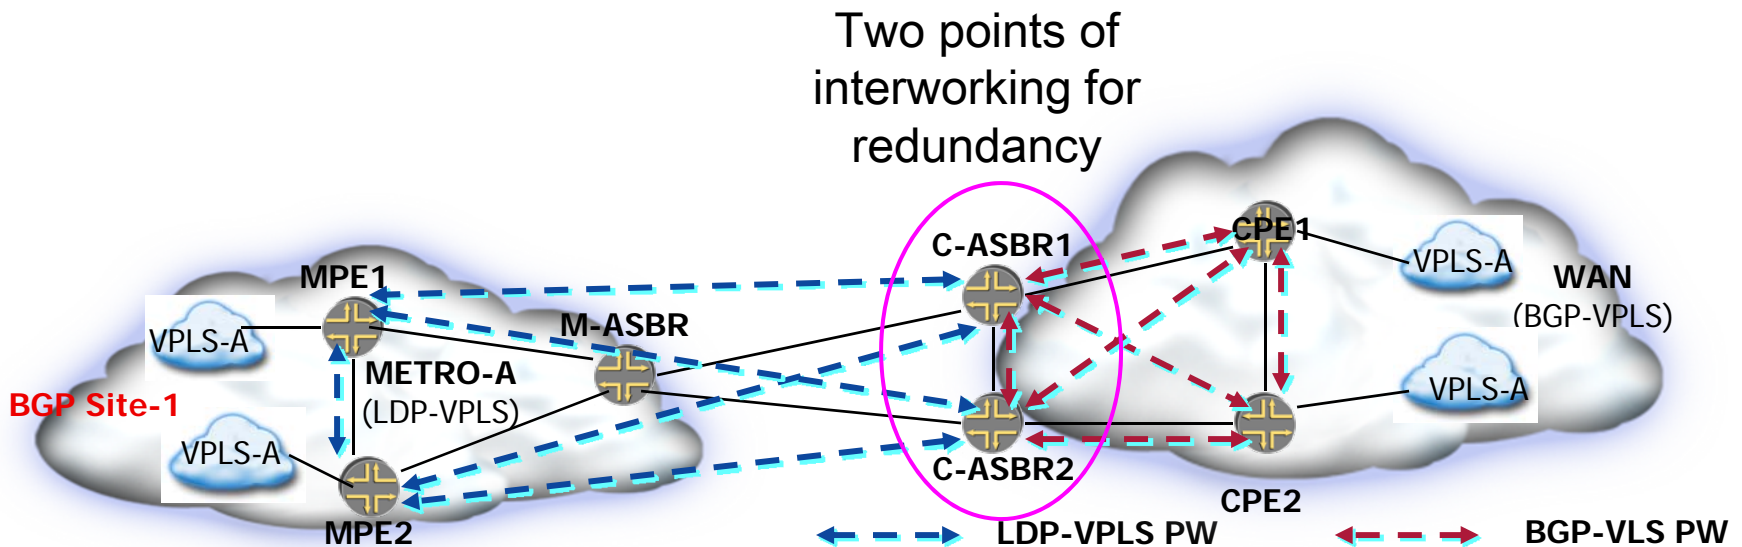 Two points of
interworking for
redundancy
C-ASBR1
CPE1
VPLS-A
WAN
(BGP-VPLS)
MPE1
M-ASBR
VPLS-A
METRO-A
(LDP-VPLS)
BGP Site-1
VPLS-A
VPLS-A
C-ASBR2
CPE2
MPE2
LDP-VPLS PW
BGP-VLS PW